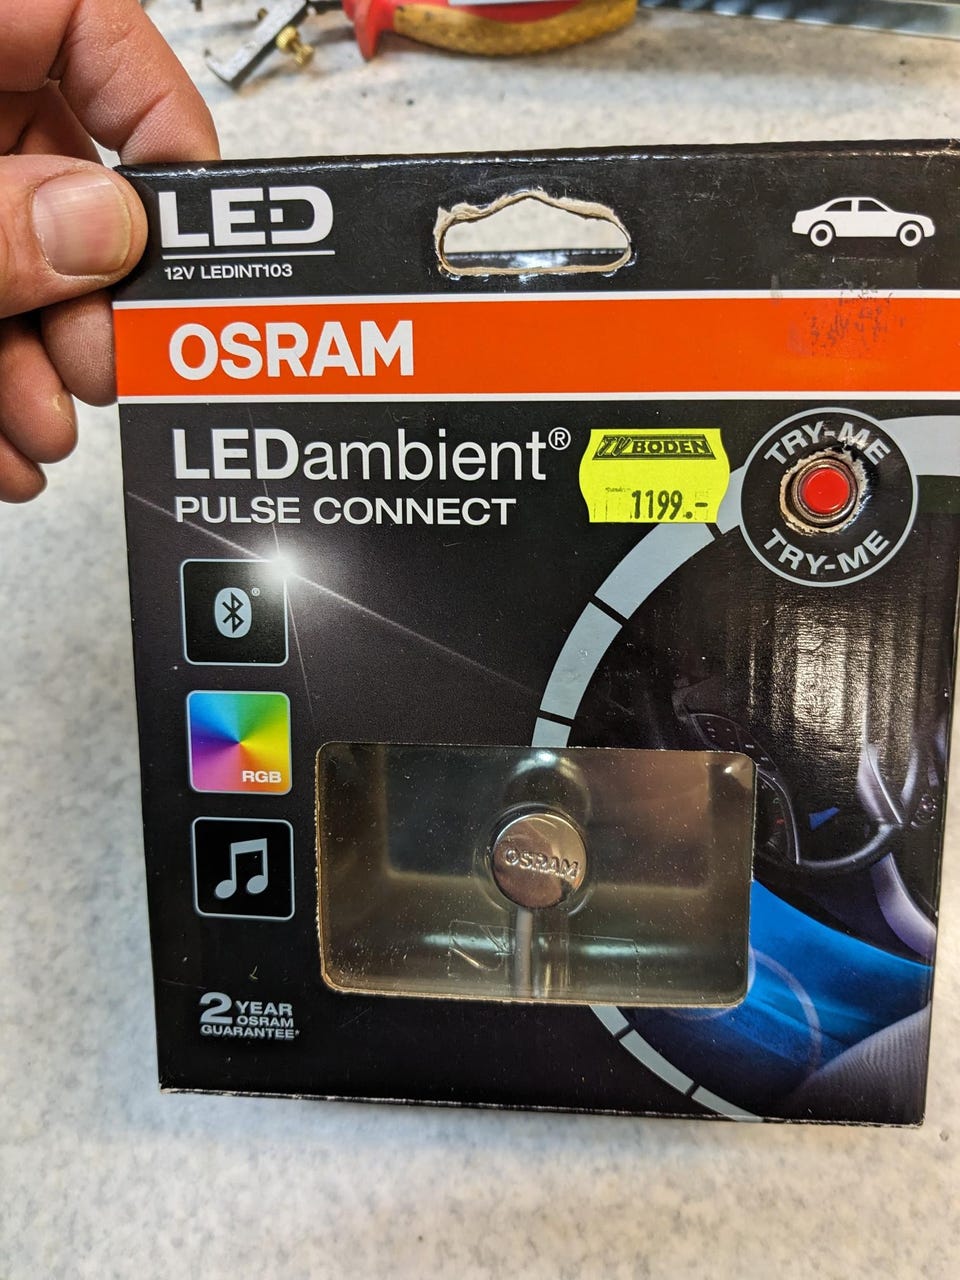 LED
12V LEDINT103
OSRAM
LEDambient®
PULSE CONNECT
TV BODEN
1199.-
TRY-ME
TRY-ME
®
RGB
OSRAM
2 YEAR
OSRAM
GUARANTEE*